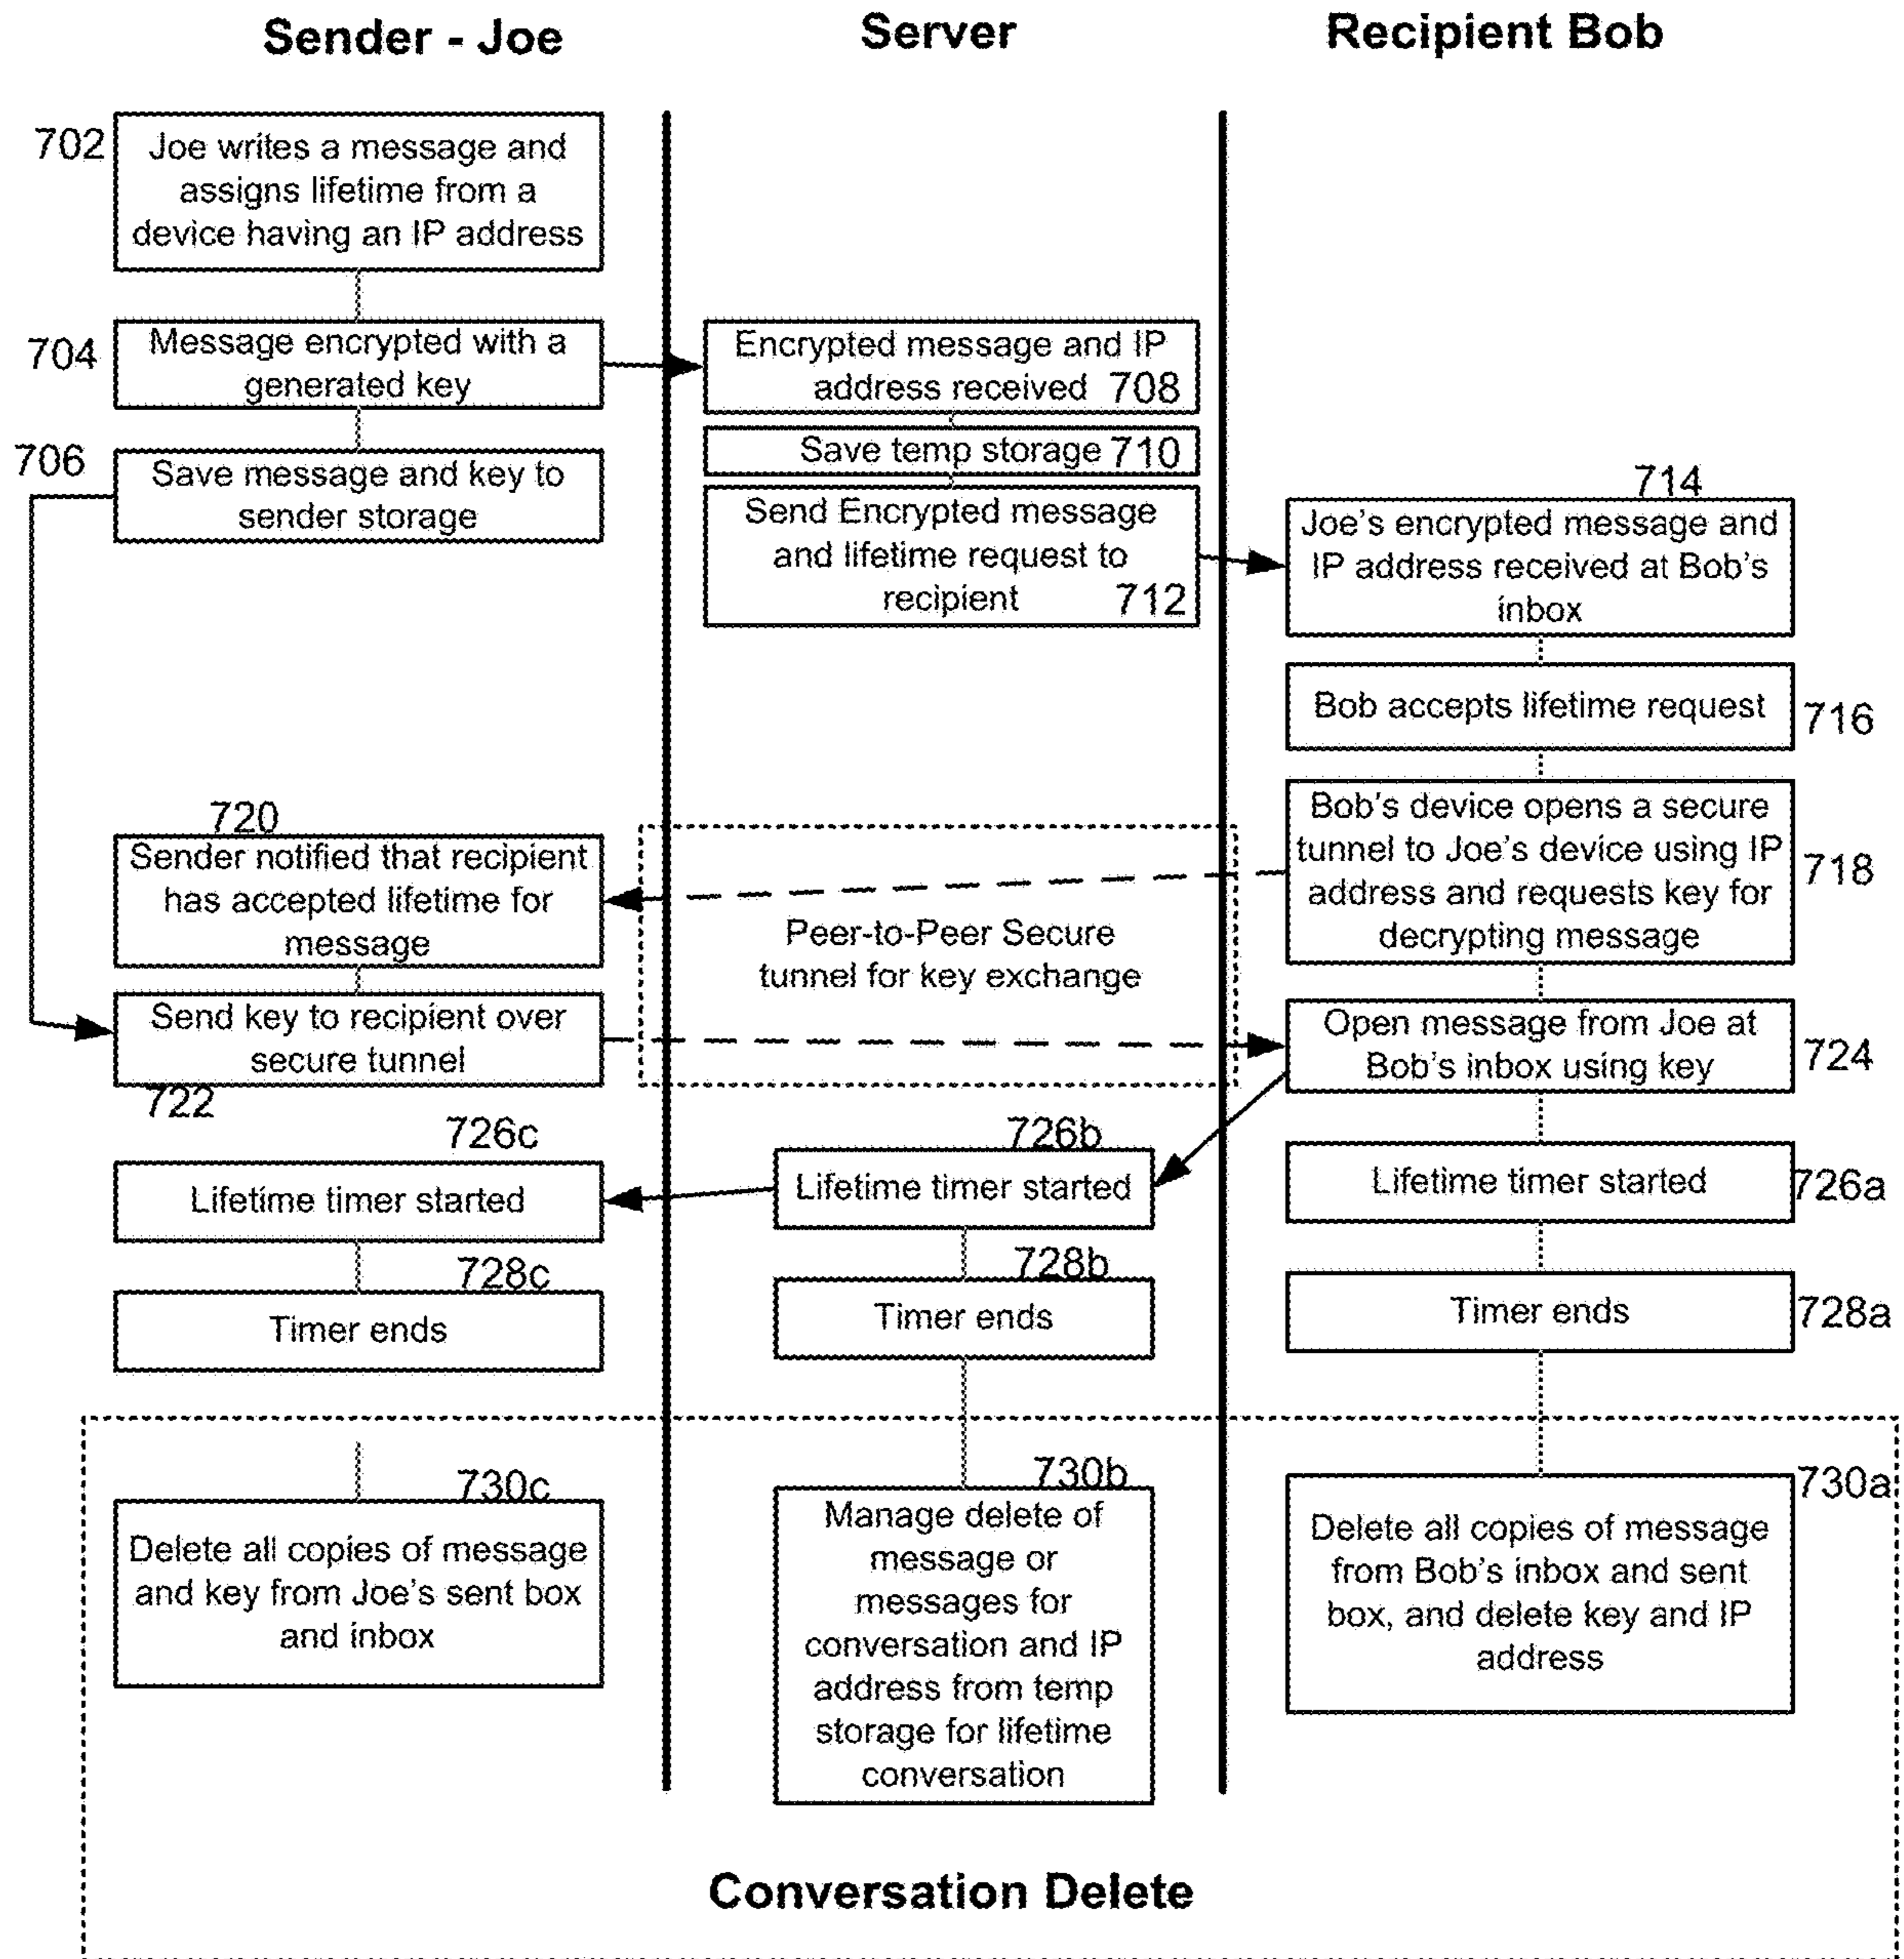 Sender - Joe
Server
Recipient Bob
702
Joe writes a message and
assigns lifetime from a
device having an IP address
704
Message encrypted with a
generated key
Encrypted message and IP
address received 708
706
Save message and key to
sender storage
Save temp storage 710
Send Encrypted message
and lifetime request to
recipient 712
714
Joe's encrypted message and
IP address received at Bob's
inbox
Bob accepts lifetime request
716
Bob's device opens a secure
tunnel to Joe's device using IP
address and requests key for
decrypting message
718
720
Sender notified that recipient
has accepted lifetime for
message
Peer-to-Peer Secure
tunnel for key exchange
Send key to recipient over
secure tunnel
722
Open message from Joe at
Bob's inbox using key
724
726c
Lifetime timer started
726b
Lifetime timer started
Lifetime timer started
726a
728c
Timer ends
728b
Timer ends
Timer ends
728a
730c
Delete all copies of message
and key from Joe's sent box
and inbox
730b
Manage delete of
message or
messages for
conversation and IP
address from temp
storage for lifetime
conversation
730a
Delete all copies of message
from Bob's inbox and sent
box, and delete key and IP
address
Conversation Delete